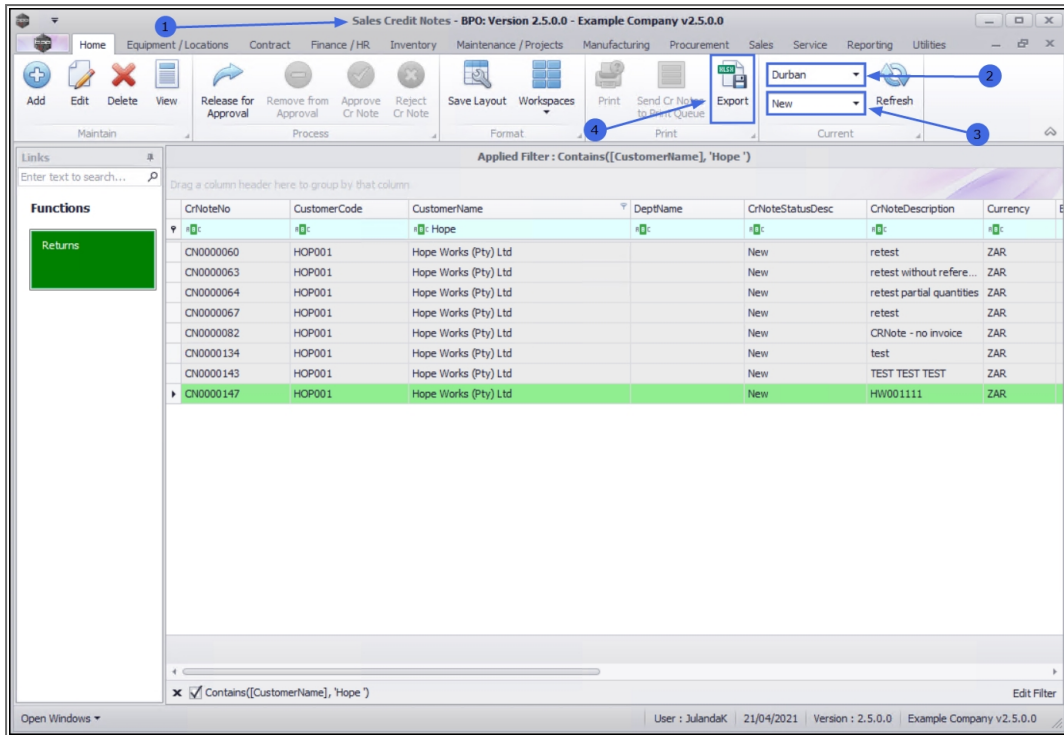 1
Sales Credit Notes - BPO: Version 2.5.0.0 - Example Company v2.5.0.0
Home Equipment / Locations Contract Finance / HR Inventory Maintenance / Projects Manufacturing Procurement Sales Service Reporting Utilities
XLSX
Durban
2
New
3
4
Add Edit Delete View Release for Approval Remove from Approval Approve Cr Note Reject Cr Note Save Layout Workspaces Print Send Cr Notes to Print Queue Export Refresh
Maintain Process Format Print Current
Links
Applied Filter : Contains([CustomerName], 'Hope ')
Enter text to search...
Drag a column header here to group by that column
Functions
Returns
CrNoteNo CustomerCode CustomerName DeptName CrNoteStatusDesc CrNoteDescription Currency E
Hope
CN0000060 HOP001 Hope Works (Pty) Ltd New retest ZAR
CN0000063 HOP001 Hope Works (Pty) Ltd New retest without refere... ZAR
CN0000064 HOP001 Hope Works (Pty) Ltd New retest partial quantities ZAR
CN0000067 HOP001 Hope Works (Pty) Ltd New retest ZAR
CN0000082 HOP001 Hope Works (Pty) Ltd New CRNote - no invoice ZAR
CN0000134 HOP001 Hope Works (Pty) Ltd New test ZAR
CN0000143 HOP001 Hope Works (Pty) Ltd New TEST TEST TEST ZAR
CN0000147 HOP001 Hope Works (Pty) Ltd New HW001111 ZAR
Contains([CustomerName], 'Hope ')
Edit Filter
Open Windows
User : JulandaK 21/04/2021 Version : 2.5.0.0 Example Company v2.5.0.0